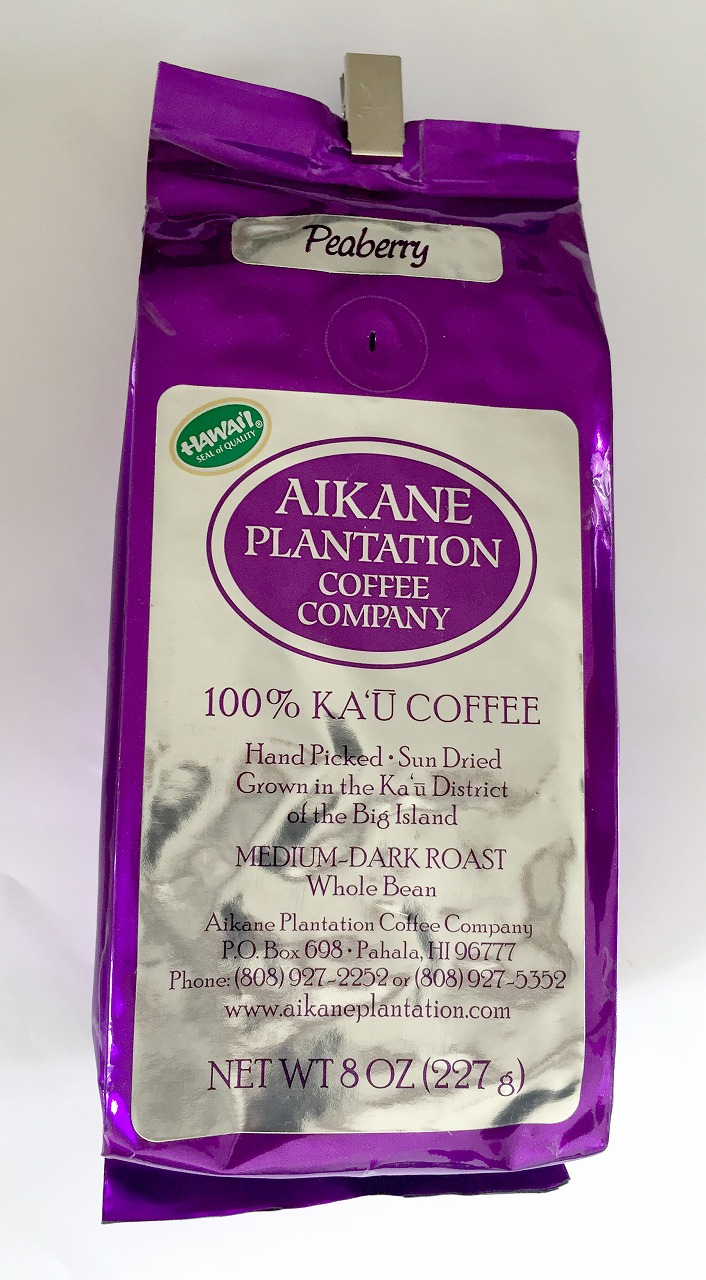 Peaberry
HAWAI'I®
SEAL of QUALITY
AIKANE
PLANTATION
COFFEE
COMPANY
100% KA‘Ū COFFEE
Hand Picked • Sun Dried
Grown in the Ka‘ū District
of the Big Island
MEDIUM-DARK ROAST
Whole Bean
Aikane Plantation Coffee Company
P.O. Box 698 • Pahala, HI 96777
Phone: (808) 927-2252 or (808) 927-5352
www.aikaneplantation.com
NET WT 8 OZ (227 g)